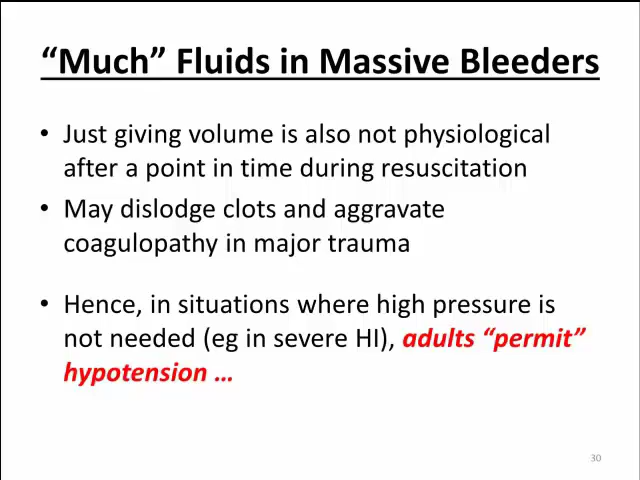 “Much” Fluids in Massive Bleeders
• Just giving volume is also not physiological
after a point in time during resuscitation
• May dislodge clots and aggravate
coagulopathy in major trauma
• Hence, in situations where high pressure is
not needed (eg in severe HI), adults “permit”
hypotension …
30